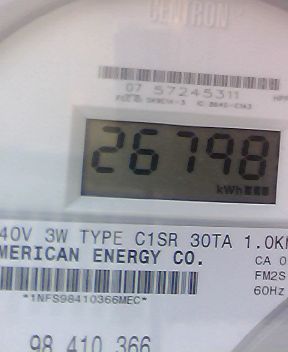 CENTRON
07 57245311
26798
kWh
40V 3W TYPE C1SR 30TA 1.0K
MERICAN ENERGY CO.
CA 0
FM2S
60Hz
*1NFS98410366MEC*
98 410 366